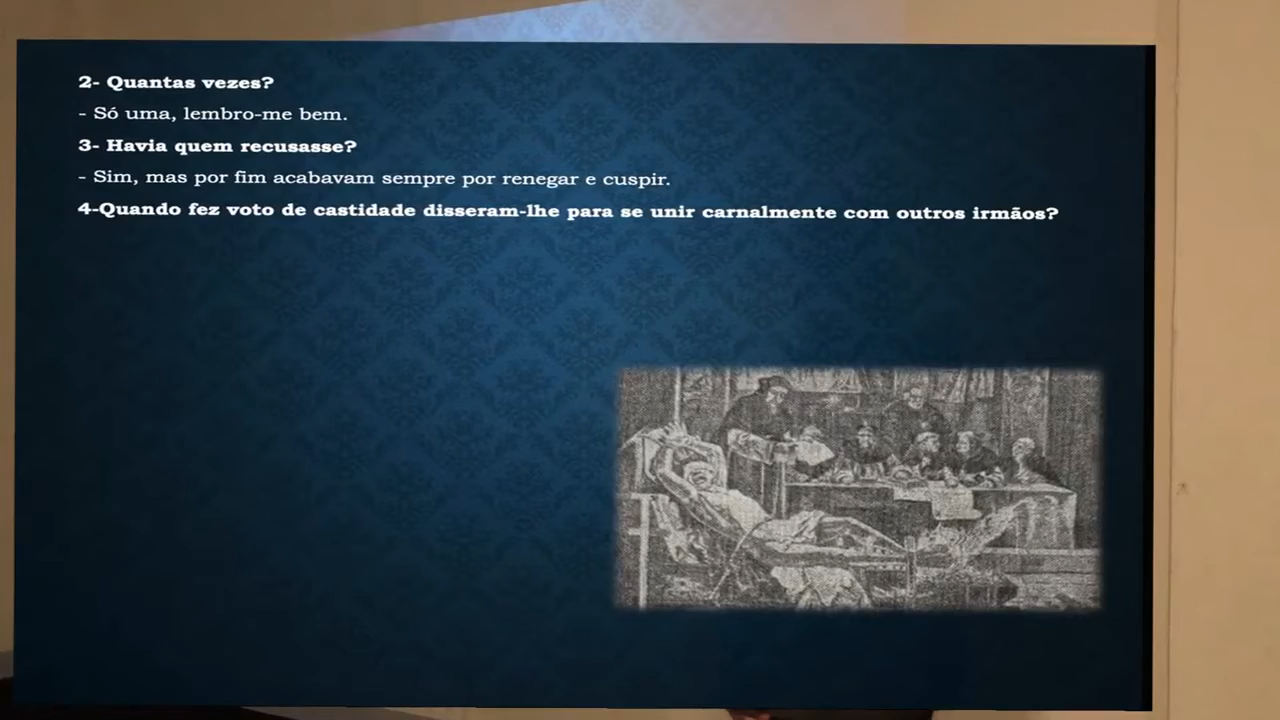 2- Quantas vezes?
- Só uma, lembro-me bem.
3- Havia quem recusasse?
- Sim, mas por fim acabavam sempre por renegar e cuspir.
4-Quando fez voto de castidade disseram-lhe para se unir carnalmente com outros irmãos?